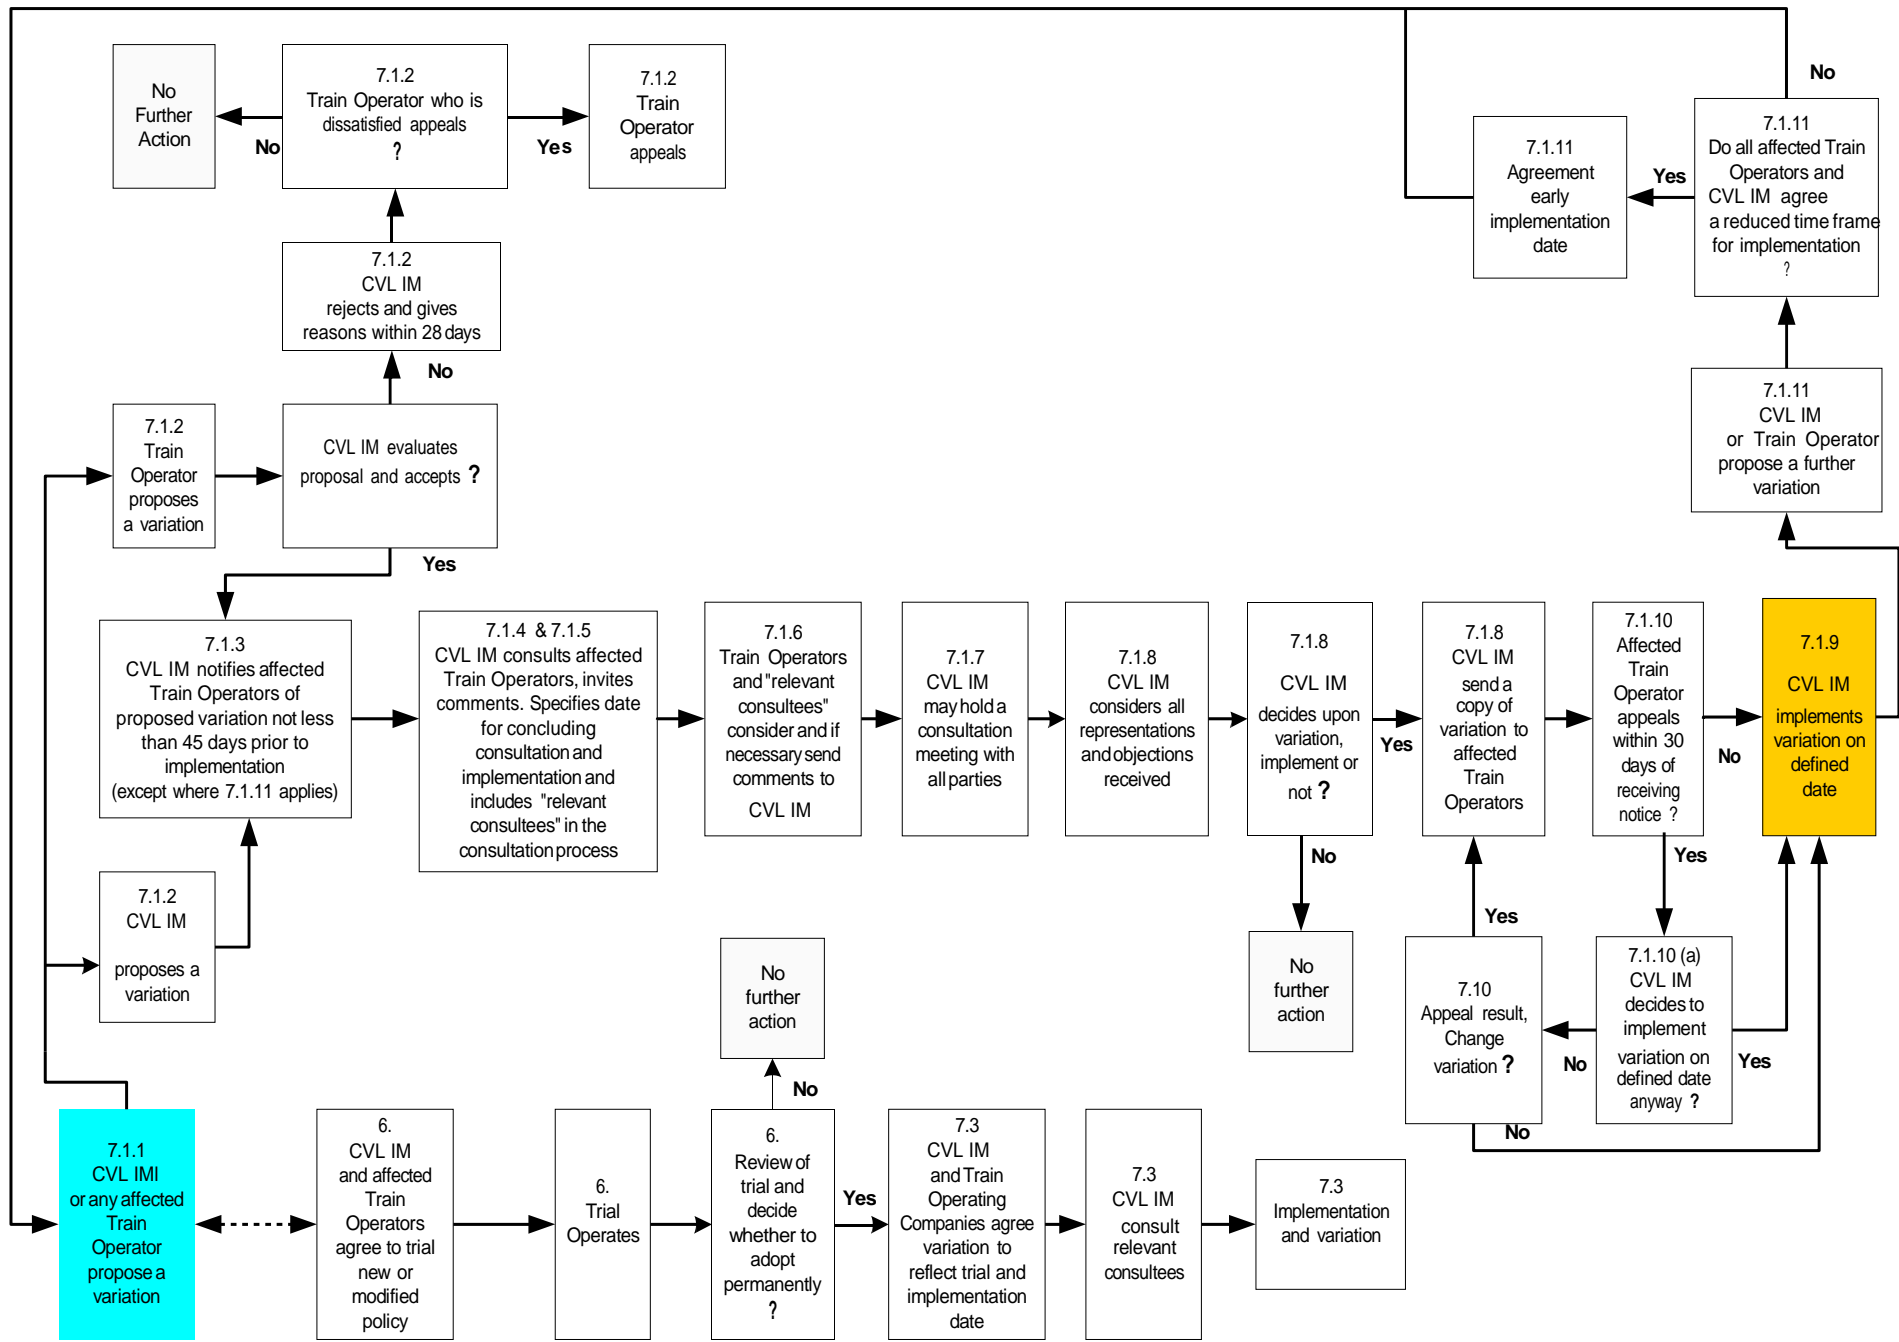 No
Further
Action
No
7.1.2
Train Operator who is
dissatisfied appeals
?
Yes
7.1.2
Train
Operator
appeals
7.1.11
Agreement
early
implementation
date
Yes
No
7.1.11
Do all affected Train
Operators and
CVL IM agree
a reduced time frame
for implementation
?
7.1.2
CVL IM
rejects and gives
reasons within 28 days
No
7.1.2
Train
Operator
proposes
a variation
CVL IM evaluates
proposal and accepts ?
Yes
7.1.11
CVL IM
or Train Operator
propose a further
variation
7.1.3
CVL IM notifies affected
Train Operators of
proposed variation not less
than 45 days prior to
implementation
(except where 7.1.11 applies)
7.1.4 & 7.1.5
CVL IM consults affected
Train Operators, invites
comments. Specifies date
for concluding
consultation and
implementation and
includes "relevant
consultees" in the
consultation process
7.1.6
Train Operators
and "relevant
consultees"
consider and if
necessary send
comments to
CVL IM
7.1.7
CVL IM
may hold a
consultation
meeting with
all parties
7.1.8
CVL IM
considers all
representations
and objections
received
7.1.8
CVL IM
decides upon
variation,
implement or
not ?
Yes
No
7.1.8
CVL IM
send a
copy of
variation to
affected
Train
Operators
7.1.10
Affected
Train
Operator
appeals
within 30
days of
receiving
notice ?
No
Yes
7.1.9
CVL IM
implements
variation on
defined
date
7.1.2
CVL IM
proposes a
variation
No
further
action
No
No
further
action
Yes
7.10
Appeal result,
Change
variation ?
No
No
7.1.10 (a)
CVL IM
decides to
implement
variation on
defined date
anyway ?
Yes
7.1.1
CVL IMI
or any affected
Train
Operator
propose a
variation
6.
CVL IM
and affected
Train
Operators
agree to trial
new or
modified
policy
6.
Trial
Operates
6.
Review of
trial and
decide
whether to
adopt
permanently
?
Yes
7.3
CVL IM
and Train
Operating
Companies agree
variation to
reflect trial and
implementation
date
7.3
CVL IM
consult
relevant
consultees
7.3
Implementation
and variation